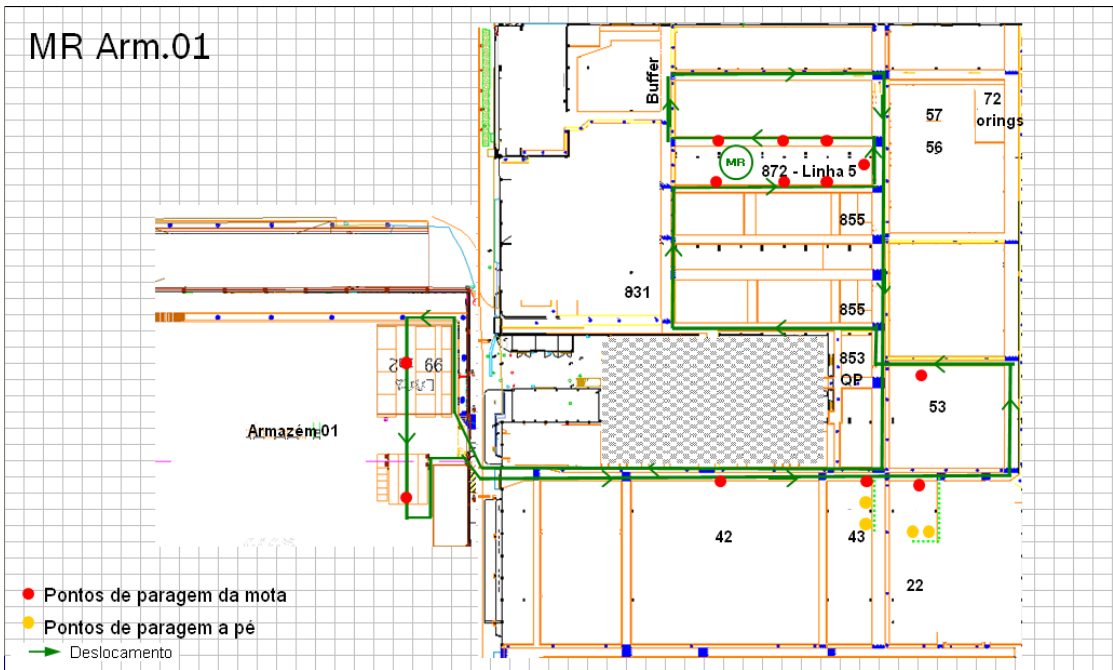 MR Arm.01
Buffer
57
72
orings
56
MR
872 - Linha 5
855
831
855
853
QP
99
Armazém 01
53
42
43
22
Pontos de paragem da mota
Pontos de paragem a pé
Deslocamento